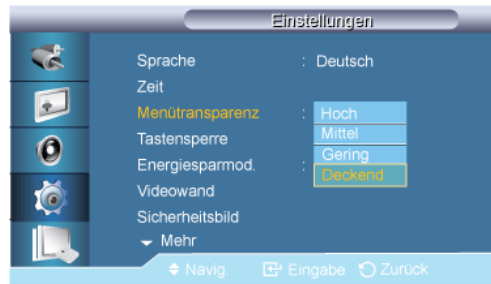 Einstellungen
Sprache : Deutsch
Zeit
Menütransparenz : Hoch
Mittel
Tastensperre
Gering
Energiesparmod. :
Deckend
Videowand
Sicherheitsbild
Mehr
Navig. Eingabe Zurück